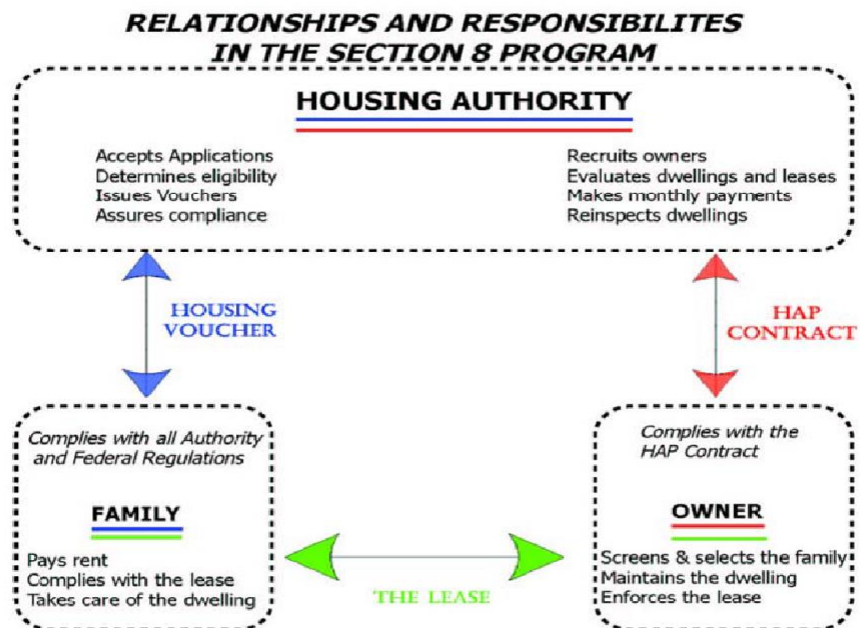 RELATIONSHIPS AND RESPONSIBILITES
IN THE SECTION 8 PROGRAM
HOUSING AUTHORITY
Accepts Applications
Determines eligibility
Issues Vouchers
Assures compliance
Recruits owners
Evaluates dwellings and leases
Makes monthly payments
Reinspects dwellings
HOUSING
VOUCHER
HAP
CONTRACT
Complies with all Authority
and Federal Regulations
FAMILY
Pays rent
Complies with the lease
Takes care of the dwelling
THE LEASE
Complies with the
HAP Contract
OWNER
Screens & selects the family
Maintains the dwelling
Enforces the lease